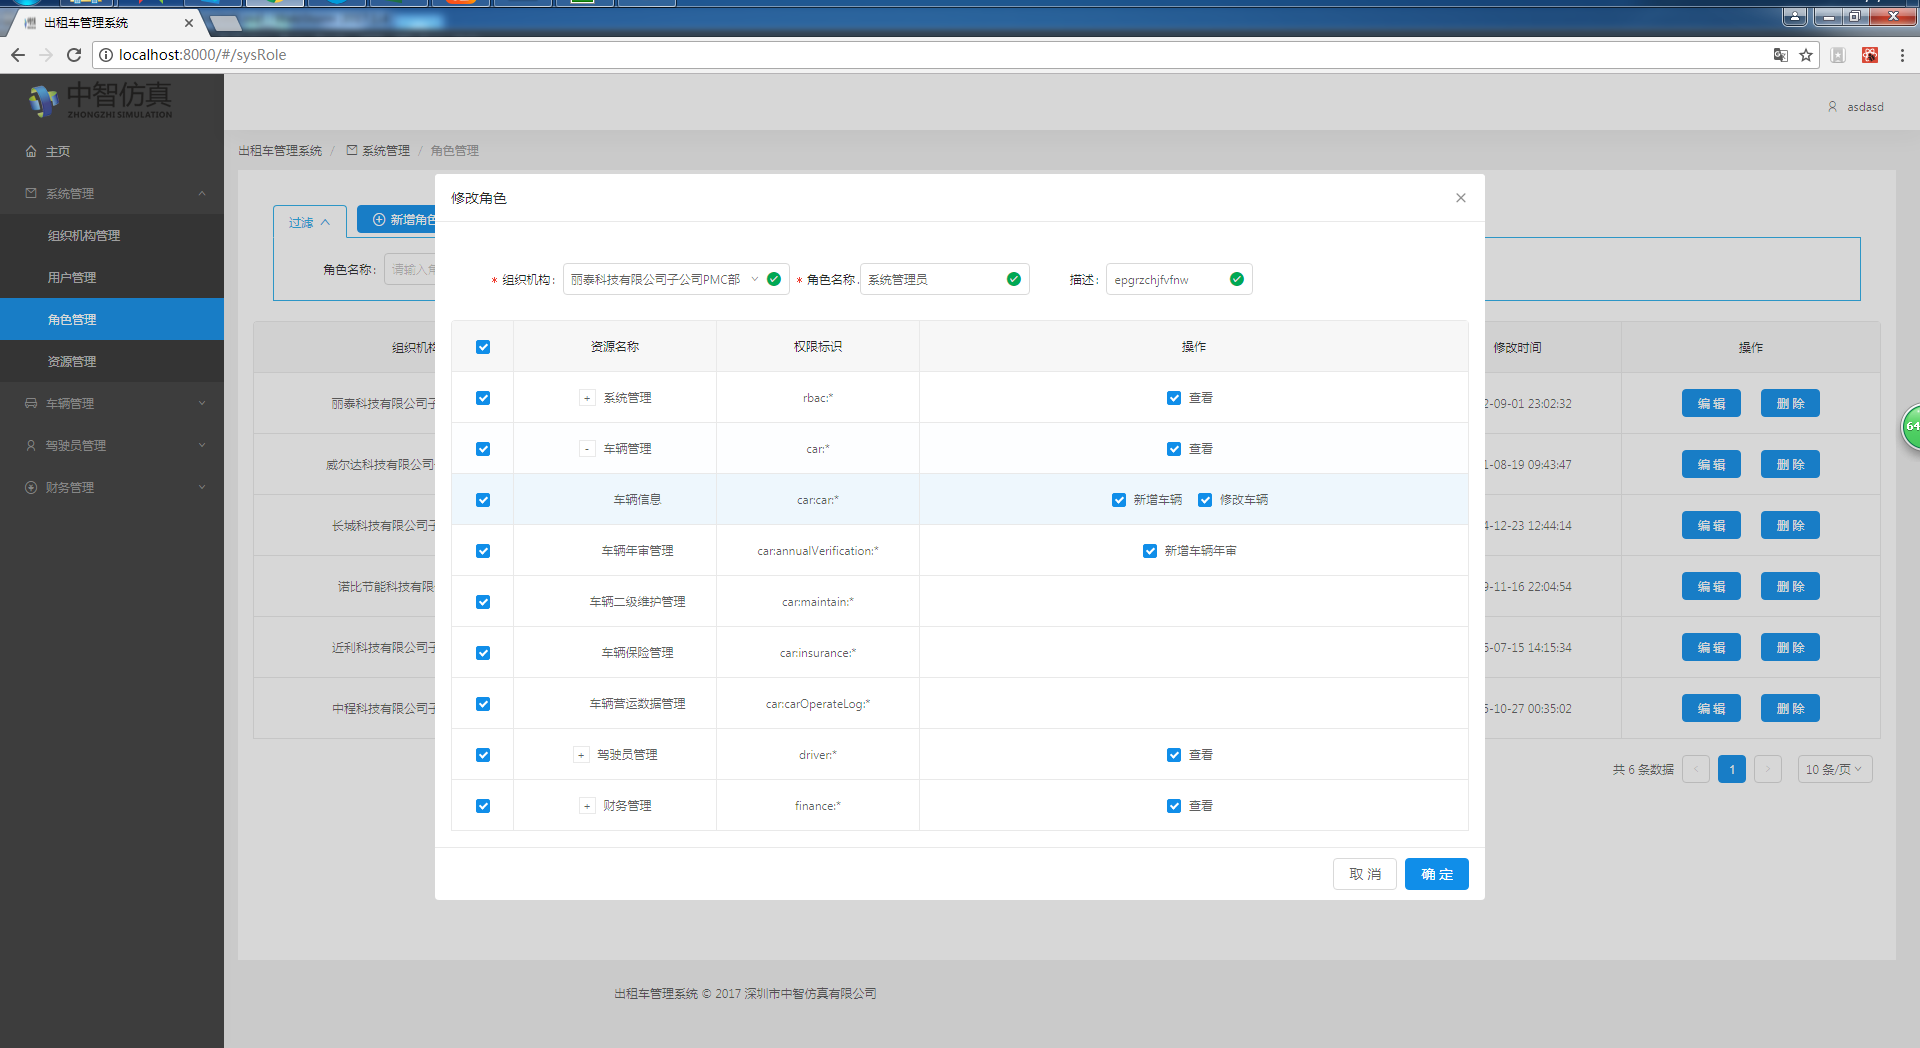 出租车管理系统
localhost:8000/#/sysRole
中智仿真
ZHONGZHI SIMULATION
asdasd
主页
系统管理
组织机构管理
用户管理
角色管理
资源管理
车辆管理
驾驶员管理
财务管理
出租车管理系统 / 系统管理 / 角色管理
过滤
新增角色
角色名称:
请输入角
修改角色
* 组织机构: 丽泰科技有限公司子公司PMC部
* 角色名称: 系统管理员
描述: epgrzchjfvfnw
资源名称 权限标识 操作
+ 系统管理 rbac:* 查看
- 车辆管理 car:* 查看
车辆信息 car:car:* 新增车辆 修改车辆
车辆年审管理 car:annualVerification:* 新增车辆年审
车辆二级维护管理 car:maintain:*
车辆保险管理 car:insurance:*
车辆营运数据管理 car:carOperateLog:*
+ 驾驶员管理 driver:* 查看
+ 财务管理 finance:* 查看
取 消
确 定
组织机构
丽泰科技有限公司子
威尔达科技有限公司
长城科技有限公司子
诺比节能科技有限
近利科技有限公司子
中程科技有限公司子
修改时间 操作
2-09-01 23:02:32 编 辑 删 除
1-08-19 09:43:47 编 辑 删 除
4-12-23 12:44:14 编 辑 删 除
9-11-16 22:04:54 编 辑 删 除
5-07-15 14:15:34 编 辑 删 除
5-10-27 00:35:02 编 辑 删 除
共 6 条数据 < 1 > 10 条/页
64
出租车管理系统 © 2017 深圳市中智仿真有限公司